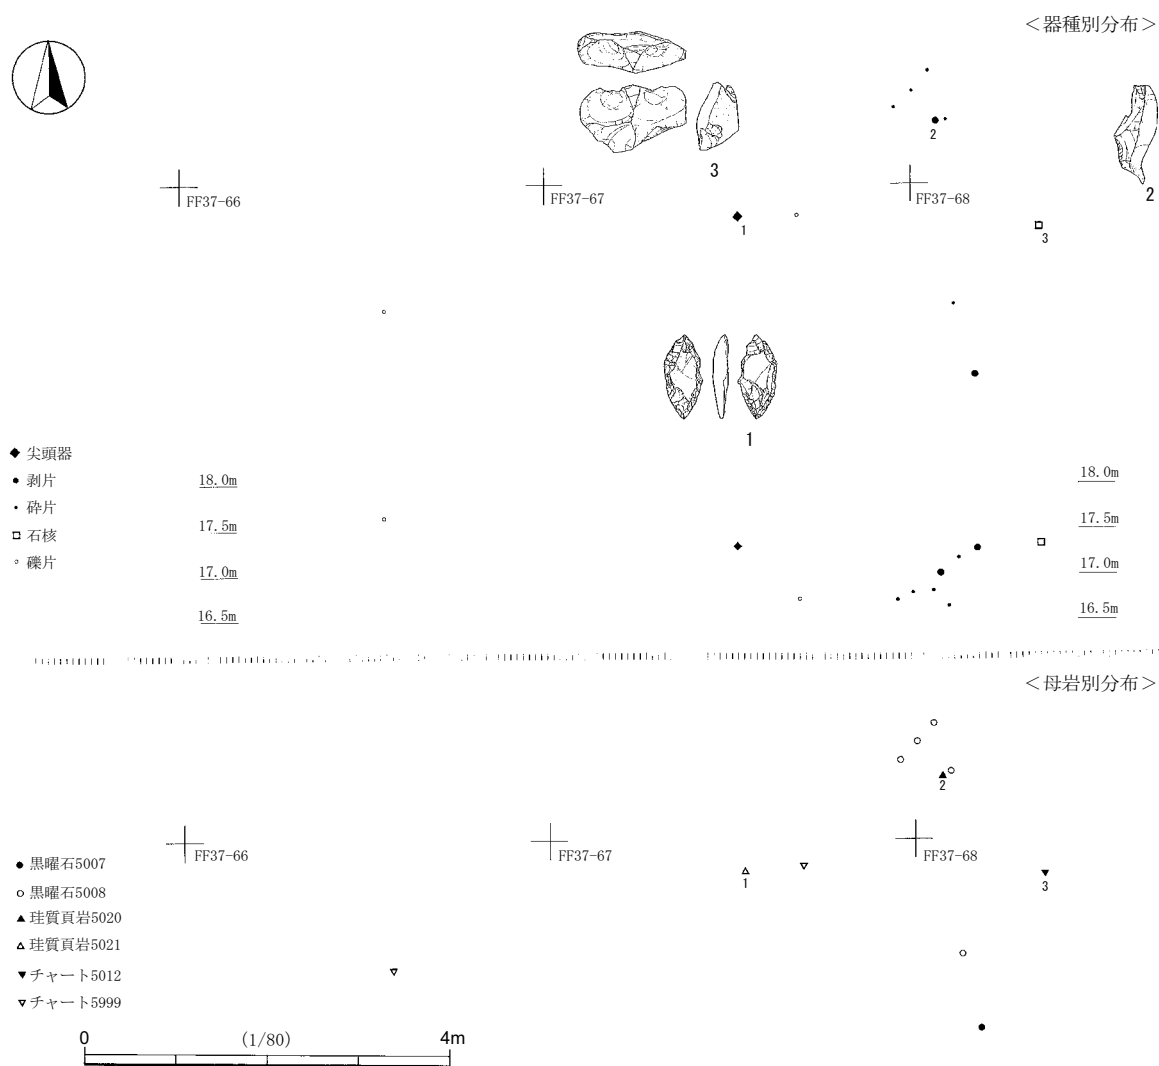 ＜器種別分布＞
2
3
2
FF37-66
FF37-67
FF37-68
1
3
1
◆ 尖頭器
● 剥片
・ 砕片
□ 石核
○ 礫片
18.0m
17.5m
17.0m
16.5m
18.0m
17.5m
17.0m
16.5m
＜母岩別分布＞
2
FF37-66
FF37-67
FF37-68
1
3
● 黒曜石5007
○ 黒曜石5008
▲ 珪質頁岩5020
△ 珪質頁岩5021
▼ チャート5012
▽ チャート5999
0 (1/80) 4m